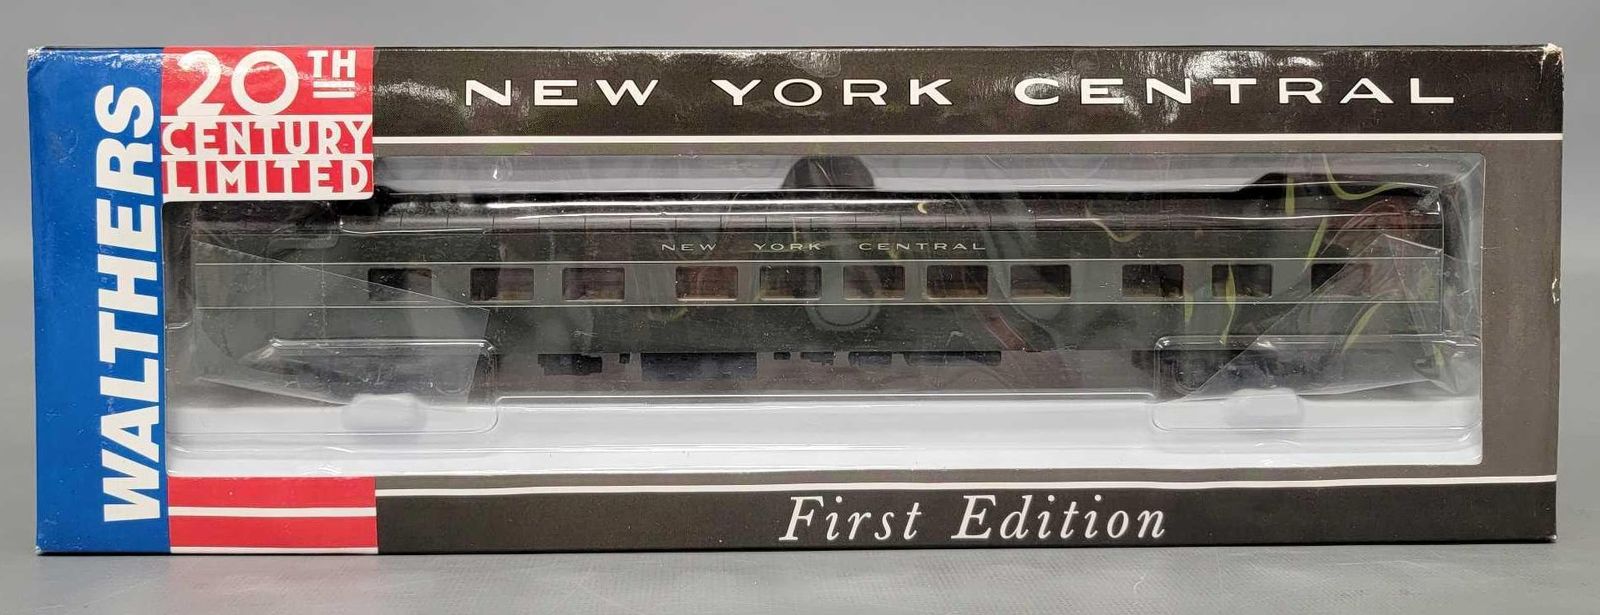 WALTHERS
20TH
CENTURY
LIMITED
NEW YORK CENTRAL
NEW YORK CENTRAL
First Edition